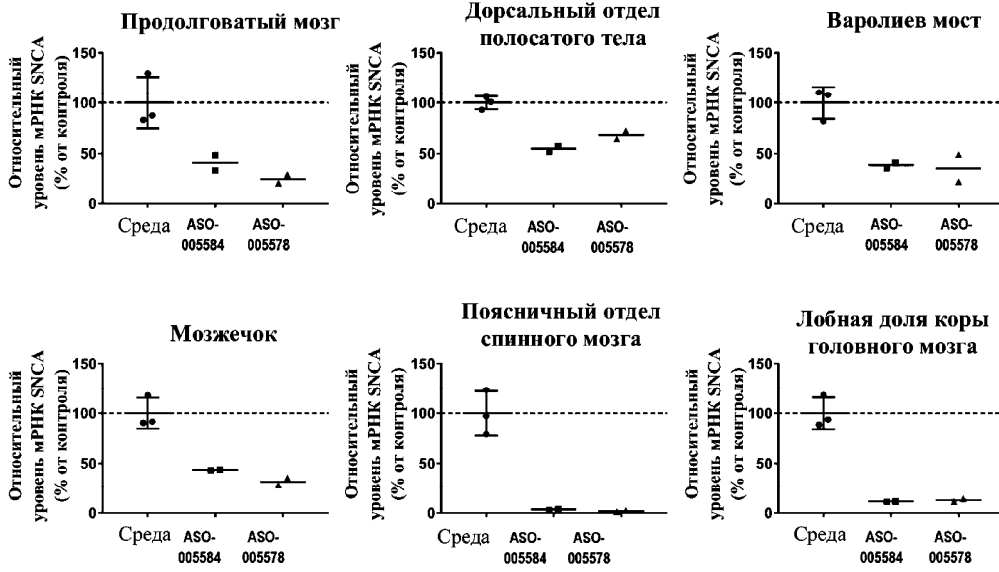 Продолговатый мозг
Относительный
уровень мРНК SNCA
(% от контроля)
150
100
50
0
Среда
ASO-
005584
ASO-
005578
Дорсальный отдел
полосатого тела
Относительный
уровень мРНК SNCA
(% от контроля)
150
100
50
0
Среда
ASO-
005584
ASO-
005578
Варолиев мост
Относительный
уровень мРНК SNCA
(% от контроля)
150
100
50
0
Среда
ASO-
005584
ASO-
005578
Мозжечок
Относительный
уровень мРНК SNCA
(% от контроля)
150
100
50
0
Среда
ASO-
005584
ASO-
005578
Поясничный отдел
спинного мозга
Относительный
уровень мРНК SNCA
(% от контроля)
150
100
50
0
Среда
ASO-
005584
ASO-
005578
Лобная доля коры
головного мозга
Относительный
уровень мРНК SNCA
(% от контроля)
150
100
50
0
Среда
ASO-
005584
ASO-
005578